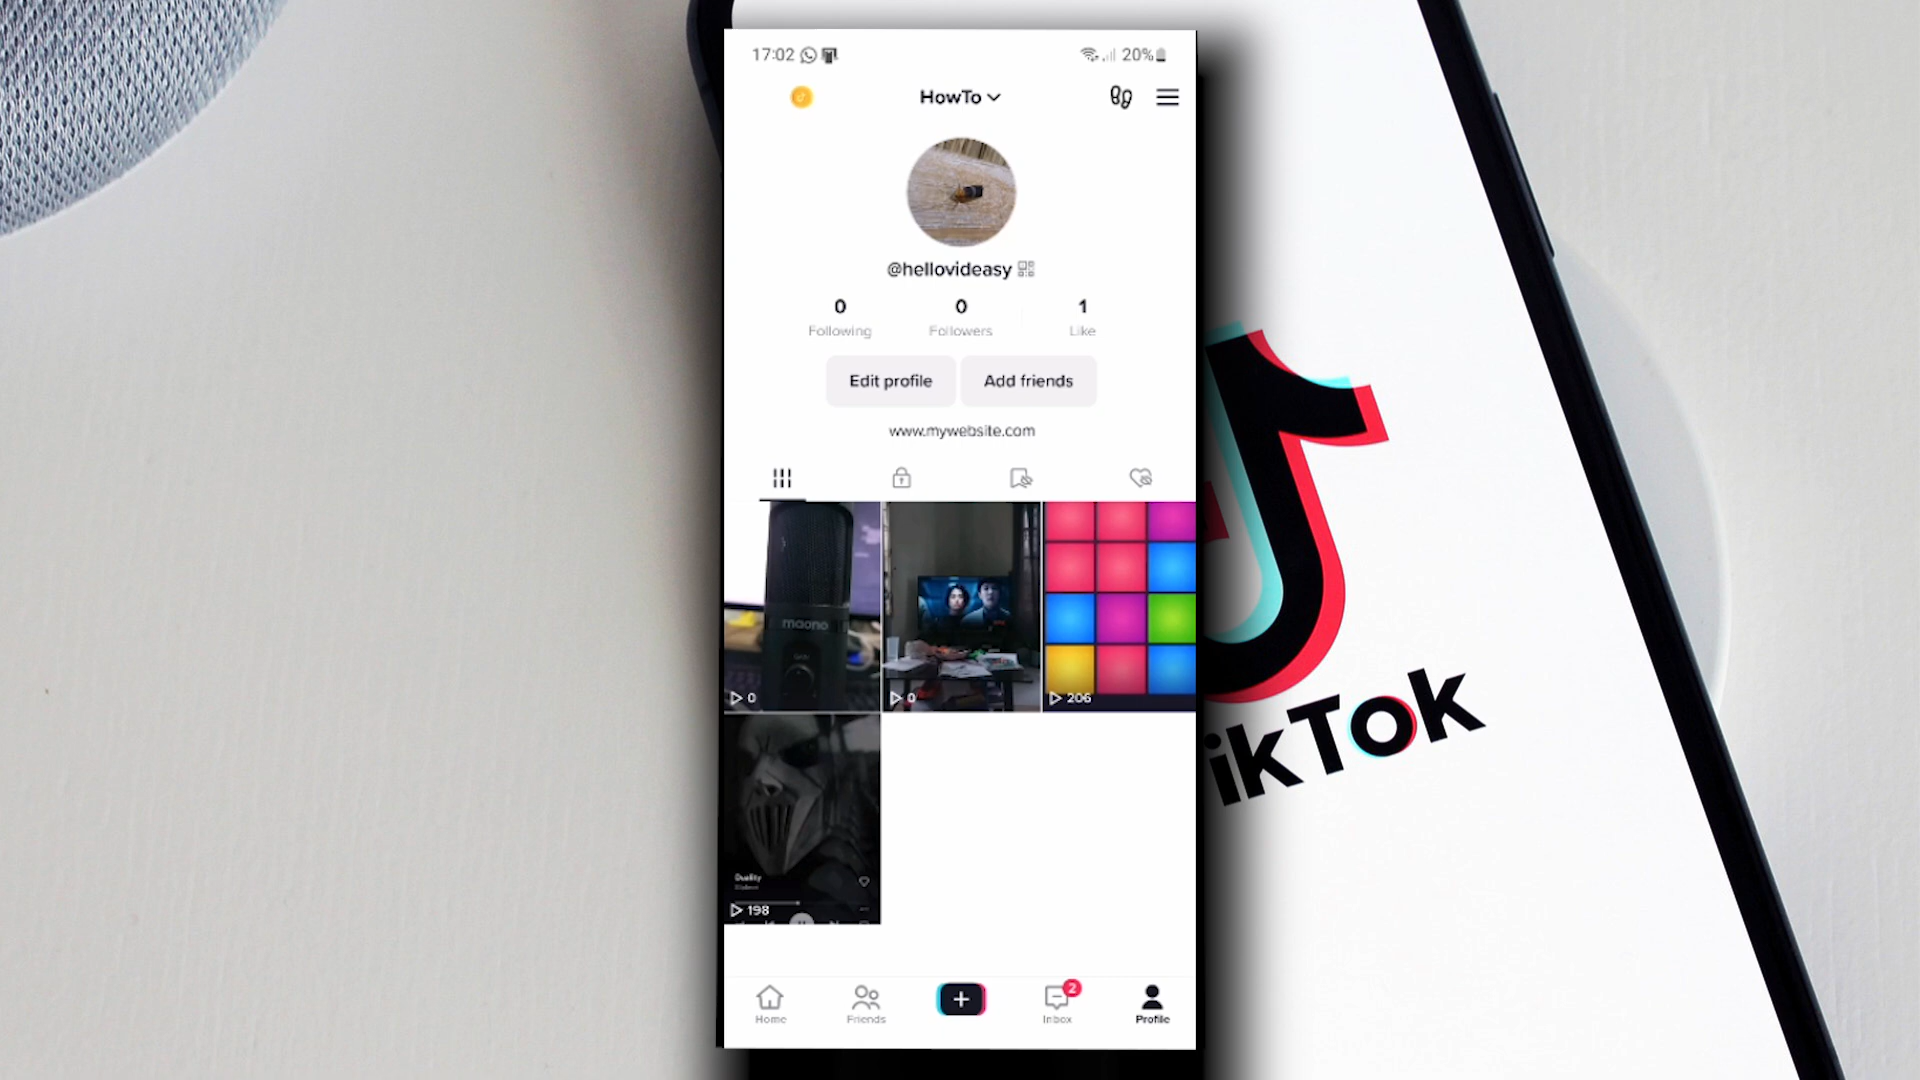 17:02 20%
HowTo
@hellovideasy
0 0 1
Following Followers Like
Edit profile Add friends
www.mywebsite.com
maono
0 0 206
Duality
198
ikTok
2
Home Friends Inbox Profile